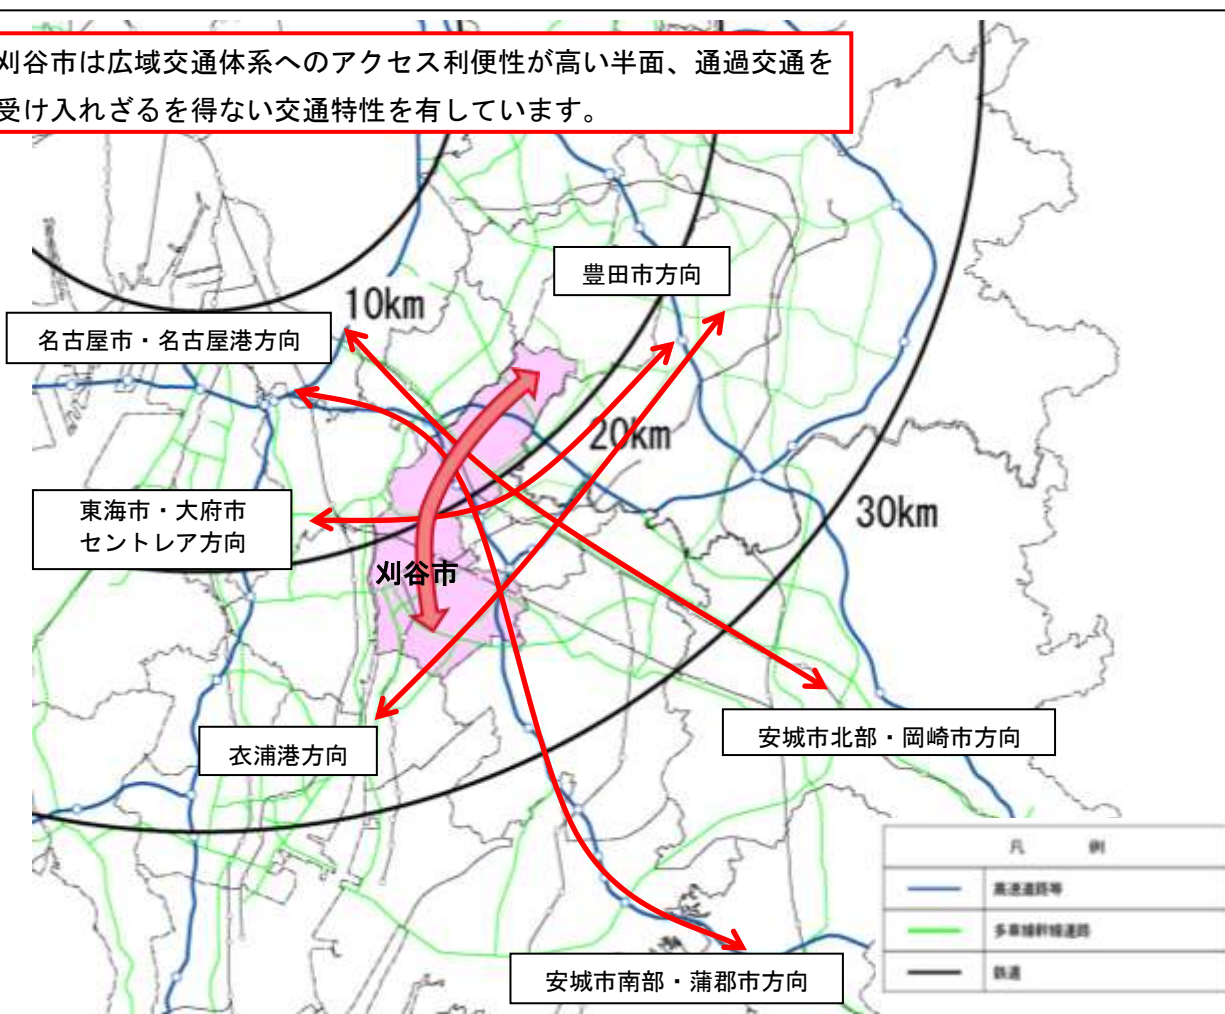 刈谷市は広域交通体系へのアクセス利便性が高い半面、通過交通を
受け入れざるを得ない交通特性を有しています。
豊田市方向
10km
名古屋市・名古屋港方向
20km
東海市・大府市
セントレア方向
30km
刈谷市
衣浦港方向
安城市北部・岡崎市方向
安城市南部・蒲郡市方向
凡 例
高速道路等
多車線幹線道路
鉄道